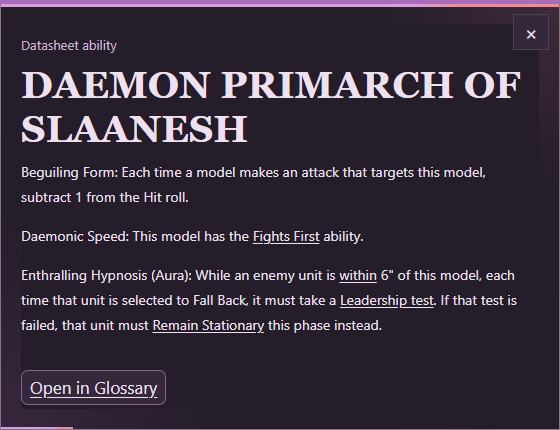 Datasheet ability
×
DAEMON PRIMARCH OF
SLAANESH
Beguiling Form: Each time a model makes an attack that targets this model,
subtract 1 from the Hit roll.
Daemonic Speed: This model has the Fights First ability.
Enthralling Hypnosis (Aura): While an enemy unit is within 6" of this model, each
time that unit is selected to Fall Back, it must take a Leadership test. If that test is
failed, that unit must Remain Stationary this phase instead.
Open in Glossary